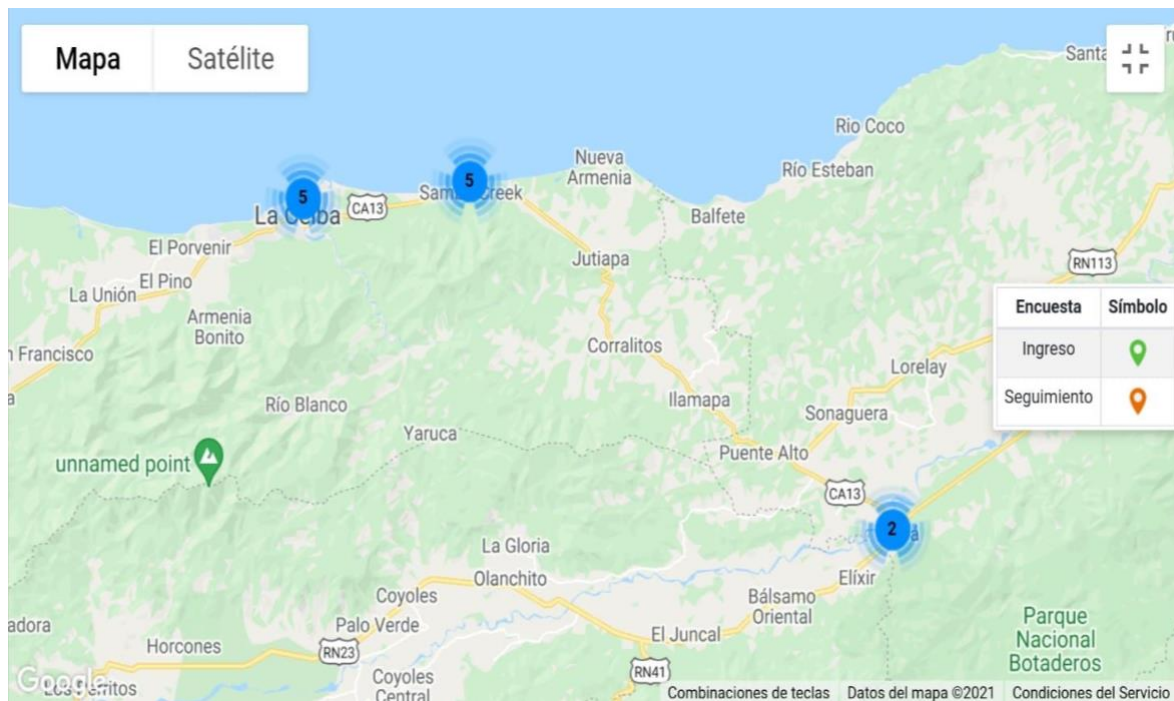 Mapa
Satélite
Santa
Rio Coco
Nueva
Armenia
Río Esteban
5
5
CA13
Balfete
El Porvenir
Jutiapa
RN113
El Pino
La Unión
Encuesta Símbolo
Armenia
Bonito
Ingreso
n Francisco
Corralitos
Lorelay
Seguimiento
Ilamapa
Río Blanco
Sonaguera
Yaruca
unnamed point
Puente Alto
CA13
2
La Gloria
Olanchito
Elíxir
Coyoles
Bálsamo
Oriental
Palo Verde
adora
El Juncal
Parque
Nacional
Botaderos
Horcones
RN23
RN41
Coyoles
Central
Google
Combinaciones de teclas Datos del mapa ©2021 Condiciones del Servicio